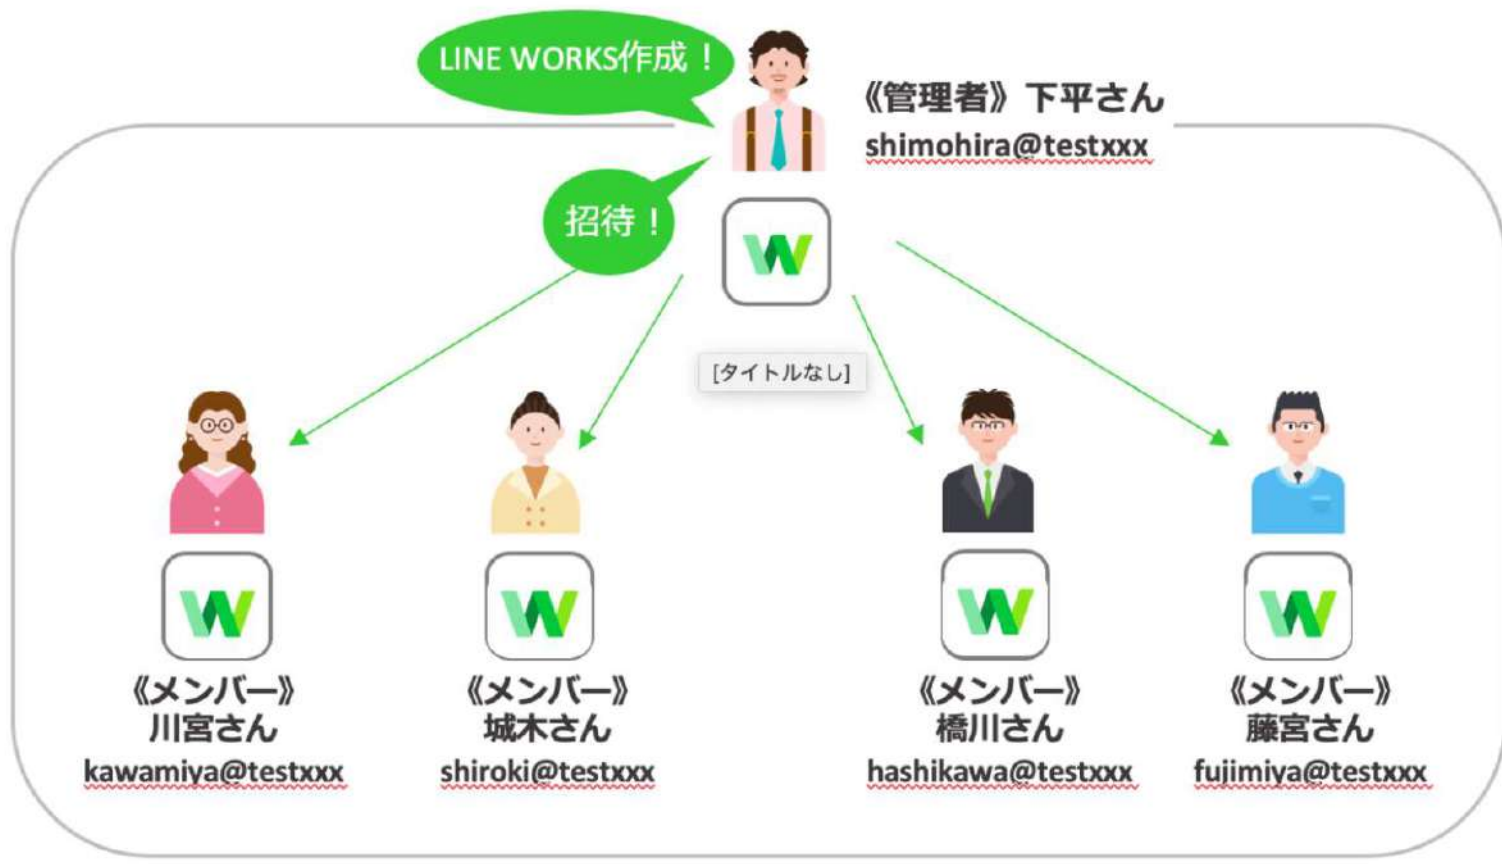 LINE WORKS作成！
《管理者》下平さん
shimohira@testxxx
招待！
[タイトルなし]
《メンバー》
川宮さん
kawamiya@testxxx
《メンバー》
城木さん
shiroki@testxxx
《メンバー》
橋川さん
hashikawa@testxxx
《メンバー》
藤宮さん
fujimiya@testxxx